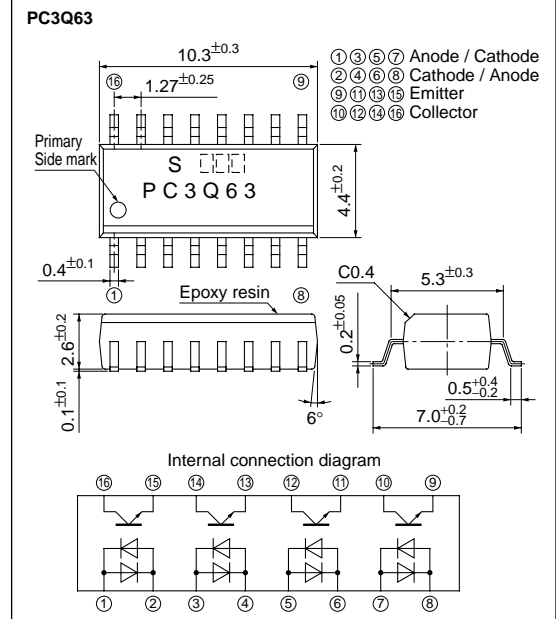 PC3Q63
10.3±0.3
1.27±0.25
⑯ ⑨
①③⑤⑦ Anode / Cathode
②④⑥⑧ Cathode / Anode
⑨⑪⑬⑮ Emitter
⑩⑫⑭⑯ Collector
Primary
Side mark
S
PC3Q63
4.4±0.2
0.4±0.1
① ⑧
Epoxy resin
2.6±0.2
0.1±0.1
6°
C0.4
5.3±0.3
0.2±0.05
0.5+0.4−0.2
7.0+0.2−0.7
Internal connection diagram
⑯ ⑮ ⑭ ⑬ ⑫ ⑪ ⑩ ⑨
① ② ③ ④ ⑤ ⑥ ⑦ ⑧